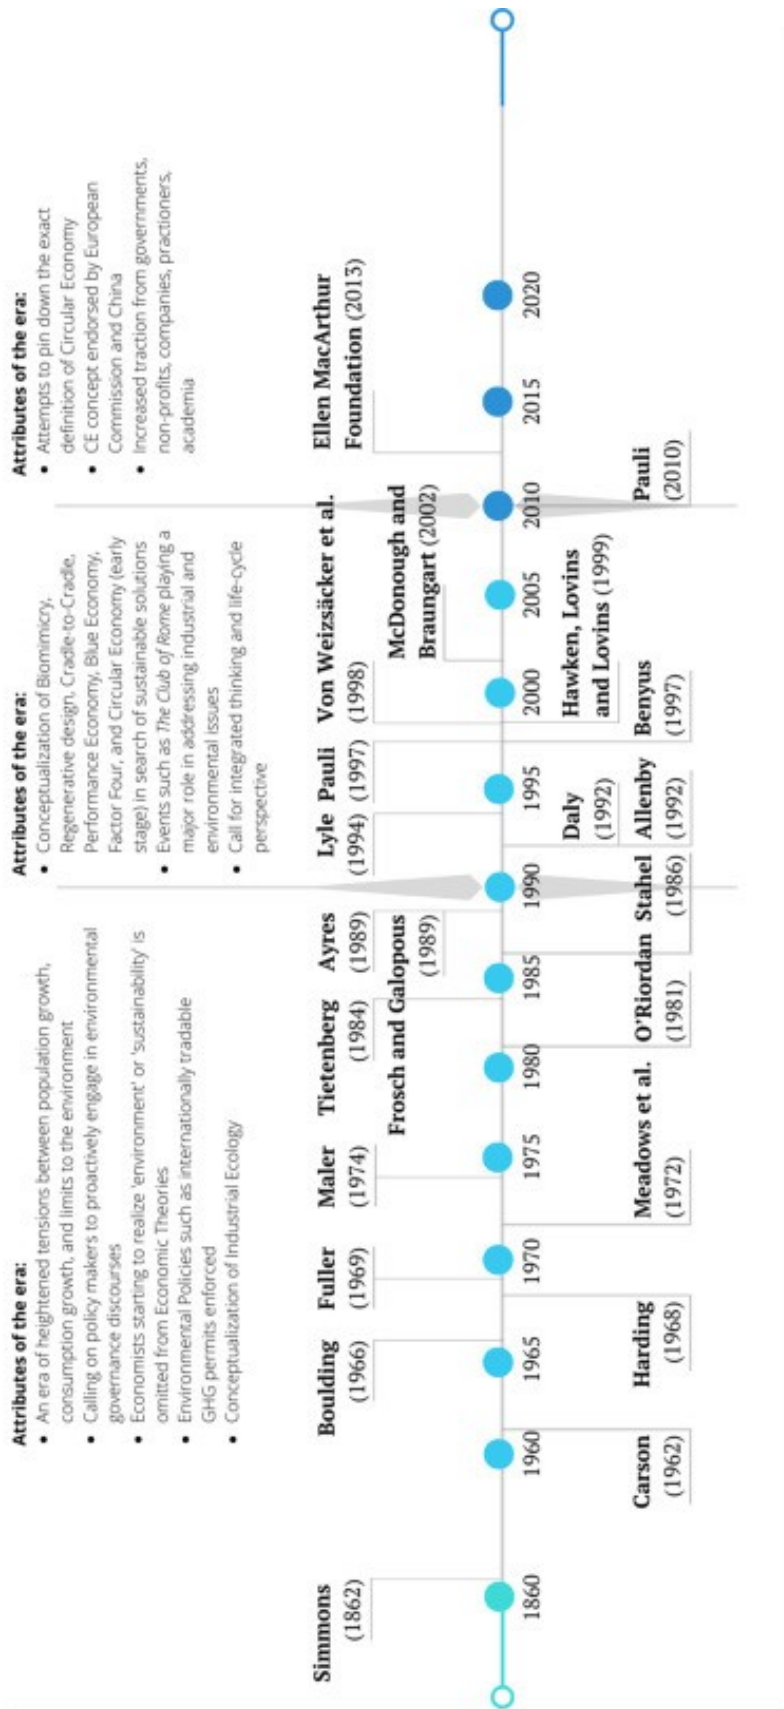 Attributes of the era:
• An era of heightened tensions between population growth,
consumption growth, and limits to the environment
• Calling on policy makers to proactively engage in environmental
governance discourses
• Economists starting to realize 'environment' or 'sustainability' is
omitted from Economic Theories
• Environmental Policies such as internationally tradable
GHG permits enforced
• Conceptualization of Industrial Ecology
Attributes of the era:
• Conceptualization of Biomimicry,
Regenerative design, Cradle-to-Cradle,
Performance Economy, Blue Economy,
Factor Four, and Circular Economy (early
stage) in search of sustainable solutions
• Events such as The Club of Rome playing a
major role in addressing industrial and
environmental issues
• Call for integrated thinking and life-cycle
perspective
Attributes of the era:
• Attempts to pin down the exact
definition of Circular Economy
• CE concept endorsed by European
Commission and China
• Increased traction from governments,
non-profits, companies, practioners,
academia
Simmons
(1862)
Boulding
(1966)
Fuller
(1969)
Maler
(1974)
Tietenberg
(1984)
Ayres
(1989)
Frosch and Galopous
(1989)
Lyle
(1994)
Pauli
(1997)
Von Weizsäcker et al.
(1998)
McDonough and
Braungart (2002)
Ellen MacArthur
Foundation (2013)
1860
1960
1965
1970
1975
1980
1985
1990
1995
2000
2005
2010
2015
2020
Carson
(1962)
Harding
(1968)
Meadows et al.
(1972)
O'Riordan
(1981)
Stahel
(1986)
Daly
(1992)
Allenby
(1992)
Benyus
(1997)
Hawken, Lovins
and Lovins (1999)
Pauli
(2010)